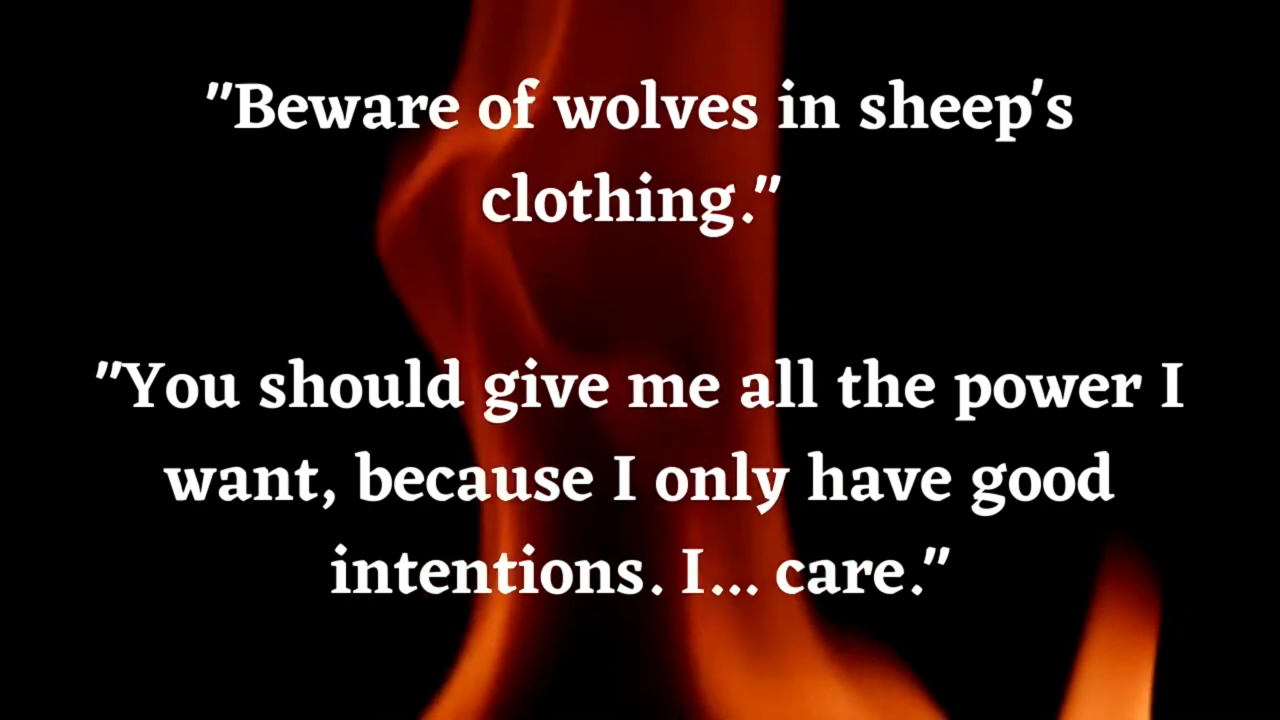 "Beware of wolves in sheep's
clothing."
"You should give me all the power I
want, because I only have good
intentions. I... care."